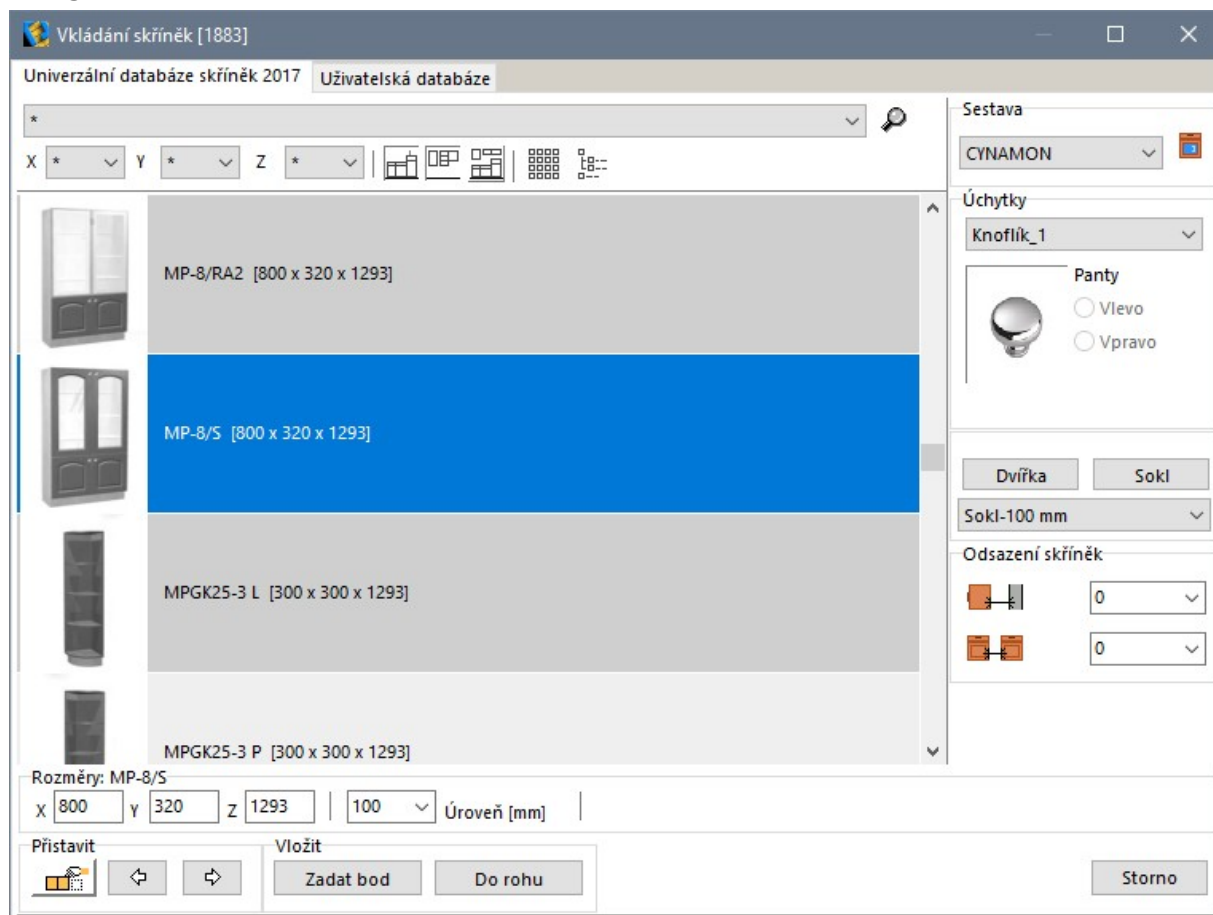 Vkládání skříněk [1883]
Univerzální databáze skříněk 2017 Uživatelská databáze
*
X * Y * Z *
MP-8/RA2 [800 x 320 x 1293]
MP-8/S [800 x 320 x 1293]
MPGK25-3 L [300 x 300 x 1293]
MPGK25-3 P [300 x 300 x 1293]
Sestava
CYNAMON
Úchytky
Knoflík_1
Panty
Vlevo
Vpravo
Dvířka Sokl
Sokl-100 mm
Odsazení skříněk
0
0
Rozměry: MP-8/S
X 800 Y 320 Z 1293 100 Úroveň [mm]
Přistavit Vložit
Zadat bod Do rohu Storno